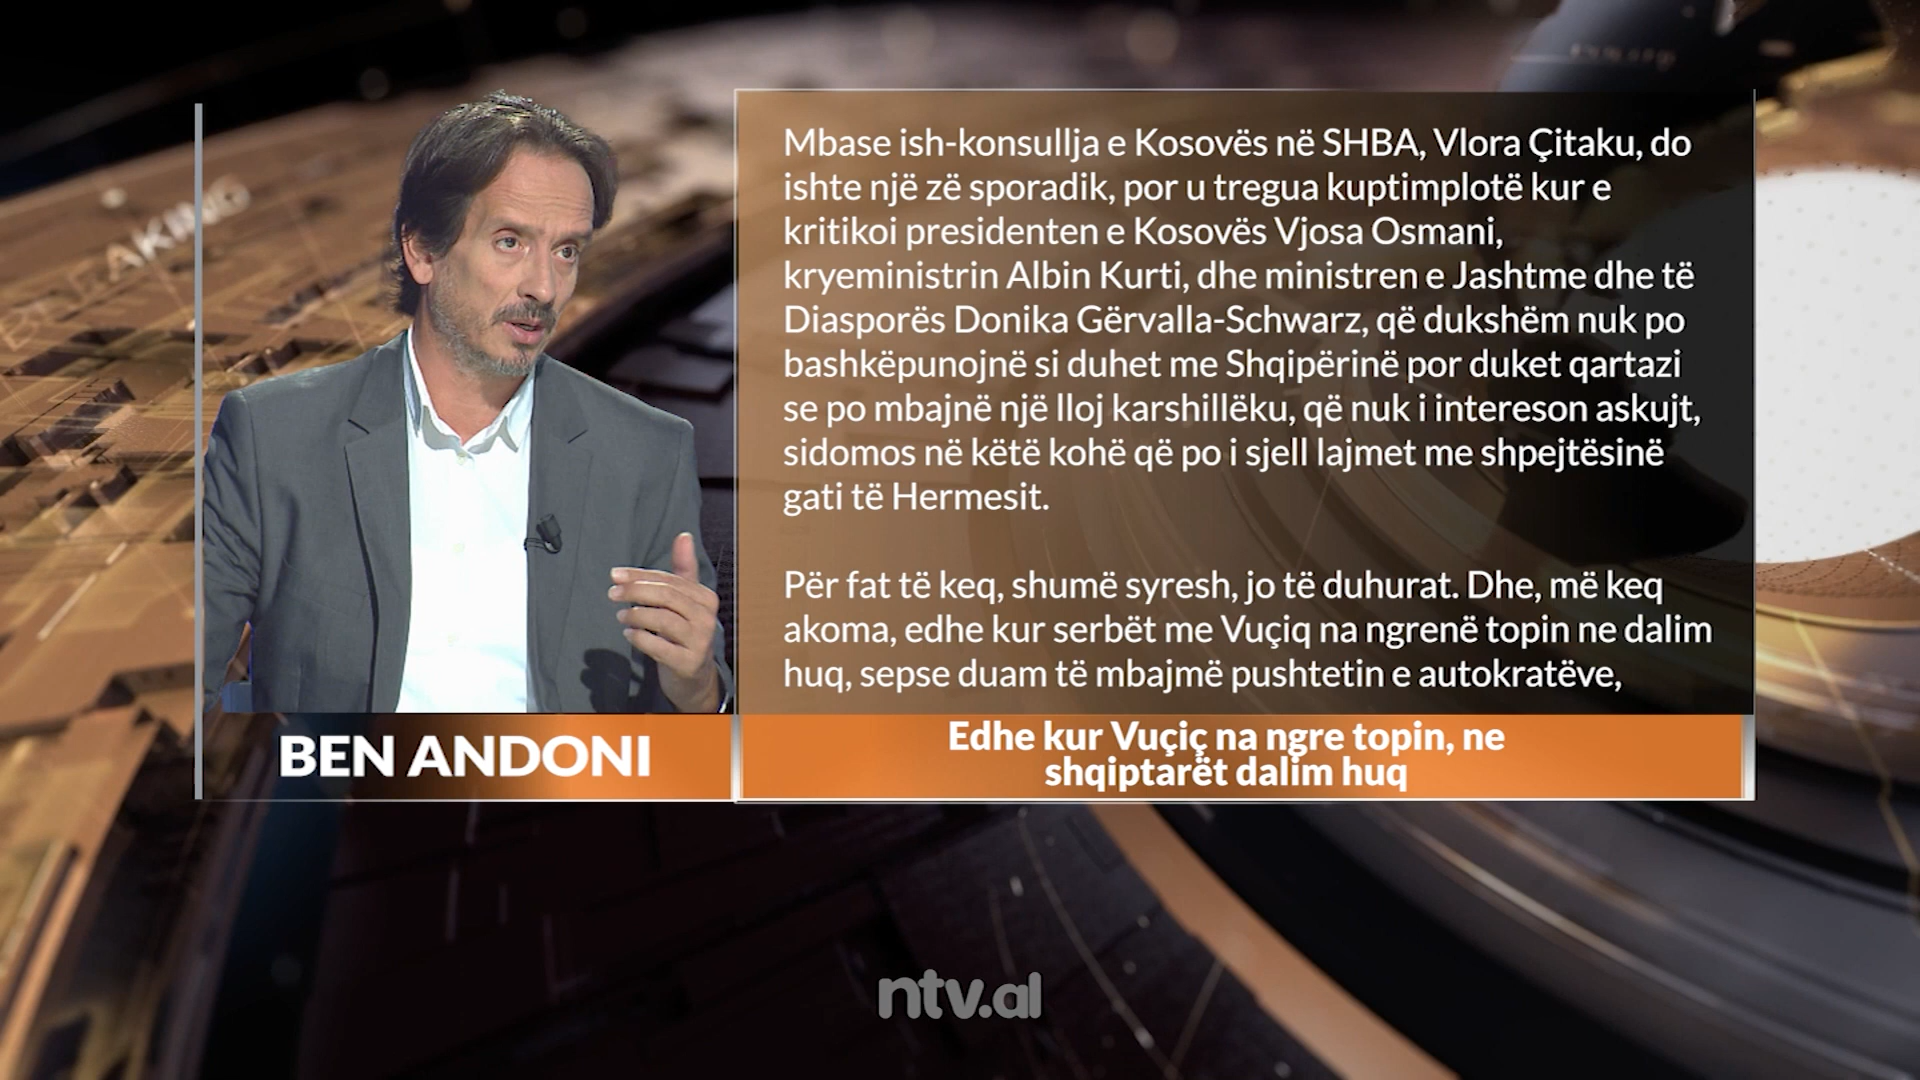 Mbase ish-konsullja e Kosovës në SHBA, Vlora Çitaku, do
ishte një zë sporadik, por u tregua kuptimplotë kur e
kritikoi presidenten e Kosovës Vjosa Osmani,
kryeministrin Albin Kurti, dhe ministren e Jashtme dhe të
Diasporës Donika Gërvalla-Schwarz, që dukshëm nuk po
bashkëpunojnë si duhet me Shqipërinë por duket qartazi
se po mbajnë një lloj karshillëku, që nuk i intereson askujt,
sidomos në këtë kohë që po i sjell lajmet me shpejtësinë
gati të Hermesit.
Për fat të keq, shumë syresh, jo të duhurat. Dhe, më keq
akoma, edhe kur serbët me Vuçiq na ngrenë topin ne dalim
huq, sepse duam të mbajmë pushtetin e autokratëve,
BEN ANDONI
Edhe kur Vuçiç na ngre topin, ne
shqiptarët dalim huq
ntv.al